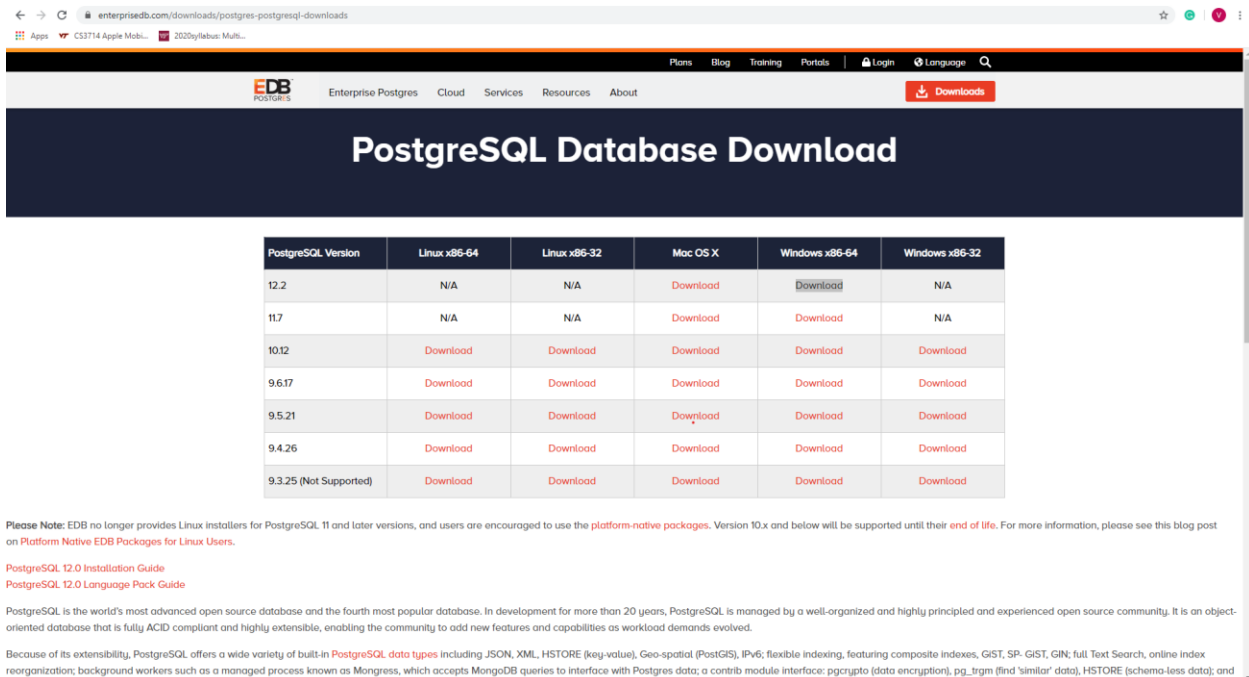 enterprisedb.com/downloads/postgres-postgresql-downloads
V
Apps VT CS3714 Apple Mobi... 2020syllabus: Multi...
Plans Blog Training Portals Login Language
EDB
POSTGRES
Enterprise Postgres Cloud Services Resources About Downloads
PostgreSQL Database Download
PostgreSQL Version Linux x86-64 Linux x86-32 Mac OS X Windows x86-64 Windows x86-32
12.2 N/A N/A Download Download N/A
11.7 N/A N/A Download Download N/A
10.12 Download Download Download Download Download
9.6.17 Download Download Download Download Download
9.5.21 Download Download Download Download Download
9.4.26 Download Download Download Download Download
9.3.25 (Not Supported) Download Download Download Download Download
Please Note: EDB no longer provides Linux installers for PostgreSQL 11 and later versions, and users are encouraged to use the platform-native packages. Version 10.x and below will be supported until their end of life. For more information, please see this blog post
on Platform Native EDB Packages for Linux Users.
PostgreSQL 12.0 Installation Guide
PostgreSQL 12.0 Language Pack Guide
PostgreSQL is the world's most advanced open source database and the fourth most popular database. In development for more than 20 years, PostgreSQL is managed by a well-organized and highly principled and experienced open source community. It is an object-
oriented database that is fully ACID compliant and highly extensible, enabling the community to add new features and capabilities as workload demands evolved.
Because of its extensibility, PostgreSQL offers a wide variety of built-in PostgreSQL data types including JSON, XML, HSTORE (key-value), Geo-spatial (PostGIS), IPv6; flexible indexing, featuring composite indexes, GiST, SP- GiST, GIN; full Text Search, online index
reorganization; background workers such as a managed process known as Mongress, which accepts MongoDB queries to interface with Postgres data; a contrib module interface: pgcrypto (data encryption), pg_trgm (find 'similar' data), HSTORE (schema-less data); and